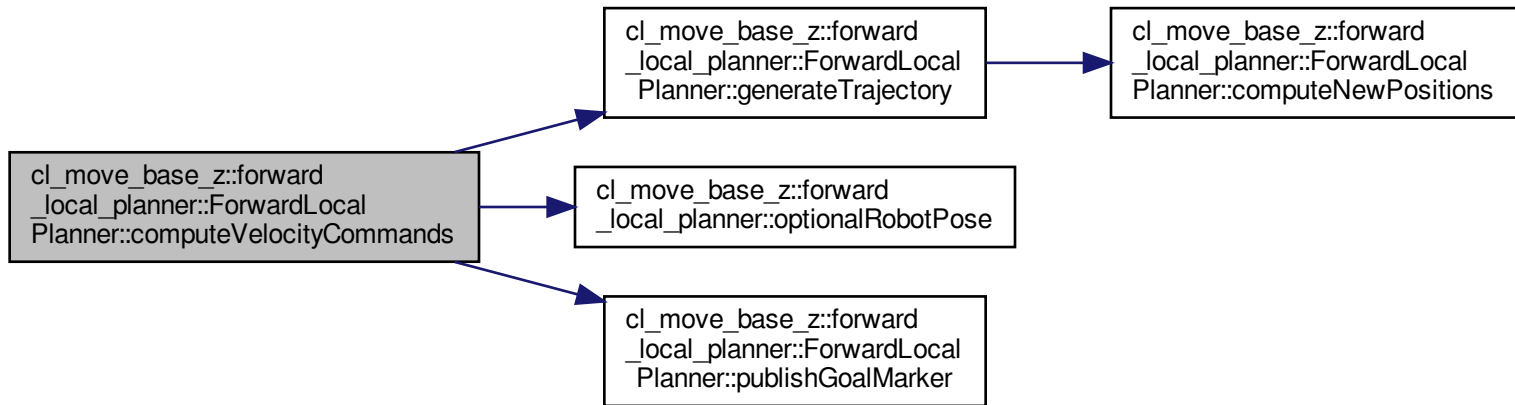 cl_move_base_z::forward
_local_planner::ForwardLocal
Planner::computeVelocityCommands
cl_move_base_z::forward
_local_planner::ForwardLocal
Planner::generateTrajectory
cl_move_base_z::forward
_local_planner::ForwardLocal
Planner::computeNewPositions
cl_move_base_z::forward
_local_planner::optionalRobotPose
cl_move_base_z::forward
_local_planner::ForwardLocal
Planner::publishGoalMarker